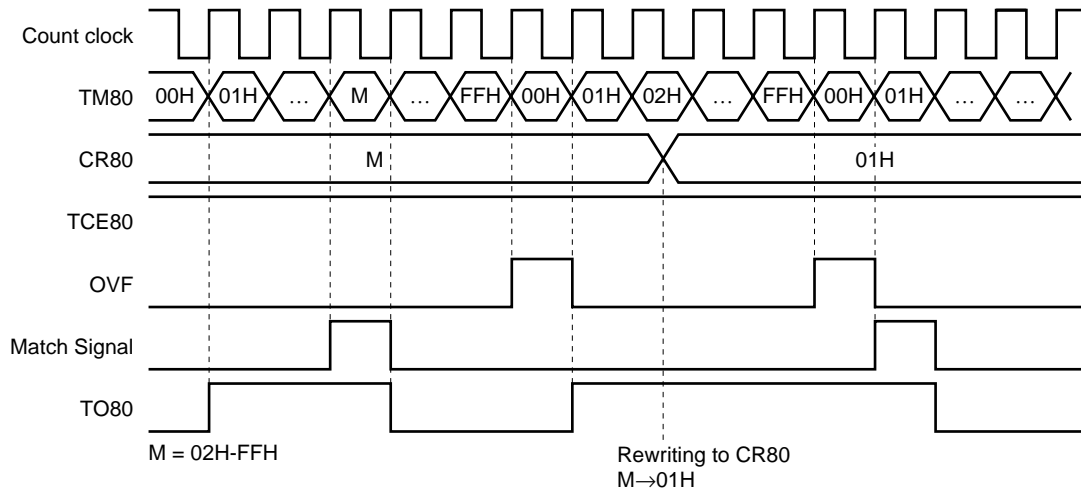 Count clock
TM80 00H 01H … M … FFH 00H 01H 02H … FFH 00H 01H … …
CR80 M 01H
TCE80
OVF
Match Signal
TO80
M = 02H-FFH
Rewriting to CR80
M→01H